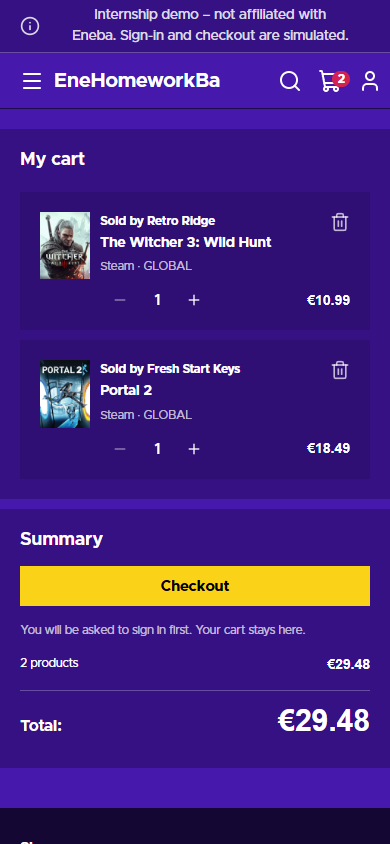 Internship demo – not affiliated with
Eneba. Sign-in and checkout are simulated.
EneHomeworkBa
2
My cart
Sold by Retro Ridge
The Witcher 3: Wild Hunt
Steam · GLOBAL
1
€10.99
WITCHER
PORTAL 2
Sold by Fresh Start Keys
Portal 2
Steam · GLOBAL
1
€18.49
Summary
Checkout
You will be asked to sign in first. Your cart stays here.
2 products
€29.48
Total:
€29.48